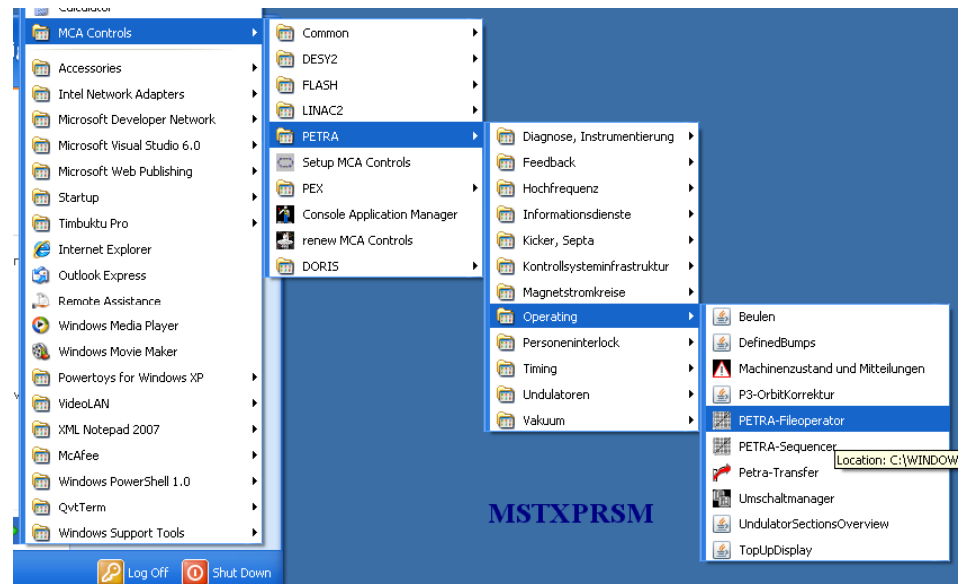 Calculator
MCA Controls
Accessories
Intel Network Adapters
Microsoft Developer Network
Microsoft Visual Studio 6.0
Microsoft Web Publishing
Startup
Timbuktu Pro
Internet Explorer
Outlook Express
Remote Assistance
Windows Media Player
Windows Movie Maker
Powertoys for Windows XP
VideoLAN
XML Notepad 2007
McAfee
Windows PowerShell 1.0
QvtTerm
Windows Support Tools
Log Off
Shut Down
Common
DESY2
FLASH
LINAC2
PETRA
Setup MCA Controls
PEX
Console Application Manager
renew MCA Controls
DORIS
Diagnose, Instrumentierung
Feedback
Hochfrequenz
Informationsdienste
Kicker, Septa
Kontrollsysteminfrastruktur
Magnetstromkreise
Operating
Personeninterlock
Timing
Undulatoren
Vakuum
Beulen
DefinedBumps
Machinenzustand und Mitteilungen
P3-OrbitKorrektur
PETRA-Fileoperator
PETRA-Sequencer
Location: C:\WINDOW
Petra-Transfer
Umschaltmanager
UndulatorSectionsOverview
TopUpDisplay
MSTXPRSM